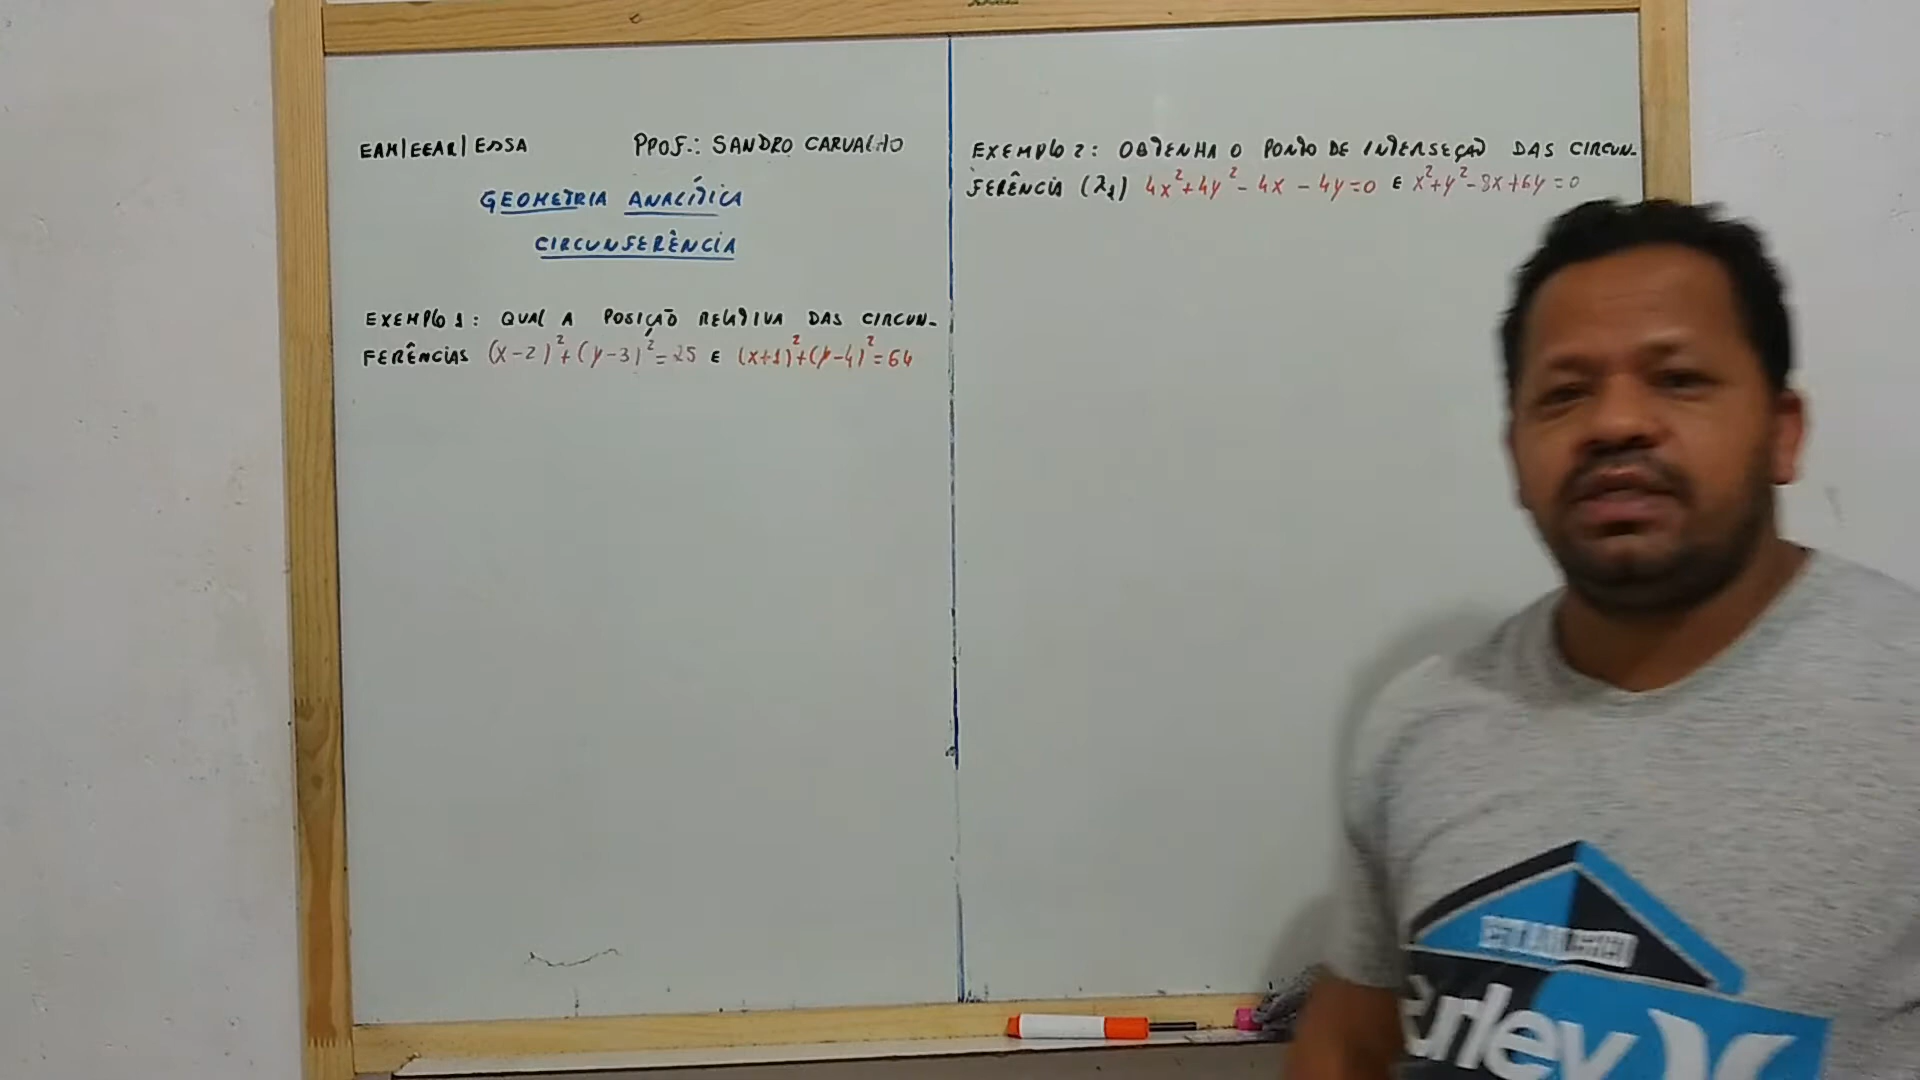 EAM|EEAR|ESSA PROF.: SANDRO CARVALHO
GEOMETRIA ANALÍTICA
CIRCUNFERÊNCIA
EXEMPLO 1: QUAL A POSIÇÃO RELATIVA DAS CIRCUN-
FERÊNCIAS (x-2)²+(y-3)²=25 E (x+1)²+(y-4)²=64
EXEMPLO 2: OBTENHA O PONTO DE INTERSEÇÃO DAS CIRCUN-
FERÊNCIA (λ1) 4x²+4y²-4x-4y=0 E x²+y²-8x+6y=0